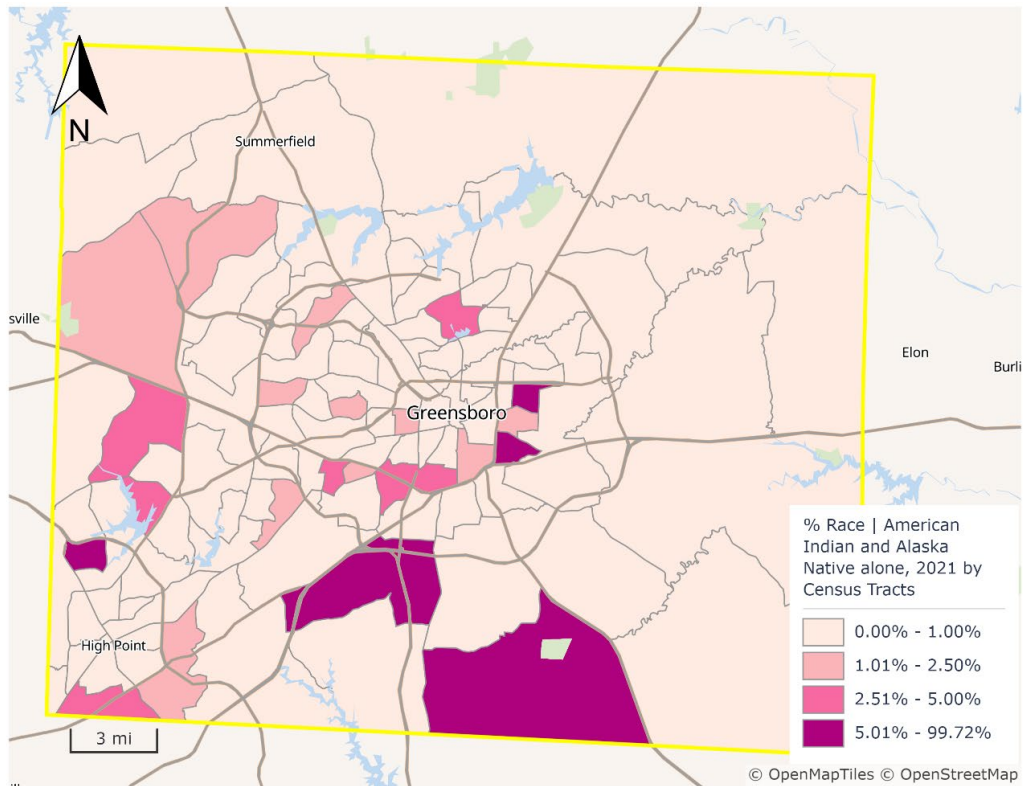 N
Summerfield
sville
Elon
Burli
Greensboro
% Race | American
Indian and Alaska
Native alone, 2021 by
Census Tracts
0.00% - 1.00%
1.01% - 2.50%
2.51% - 5.00%
5.01% - 99.72%
High Point
3 mi
© OpenMapTiles © OpenStreetMap